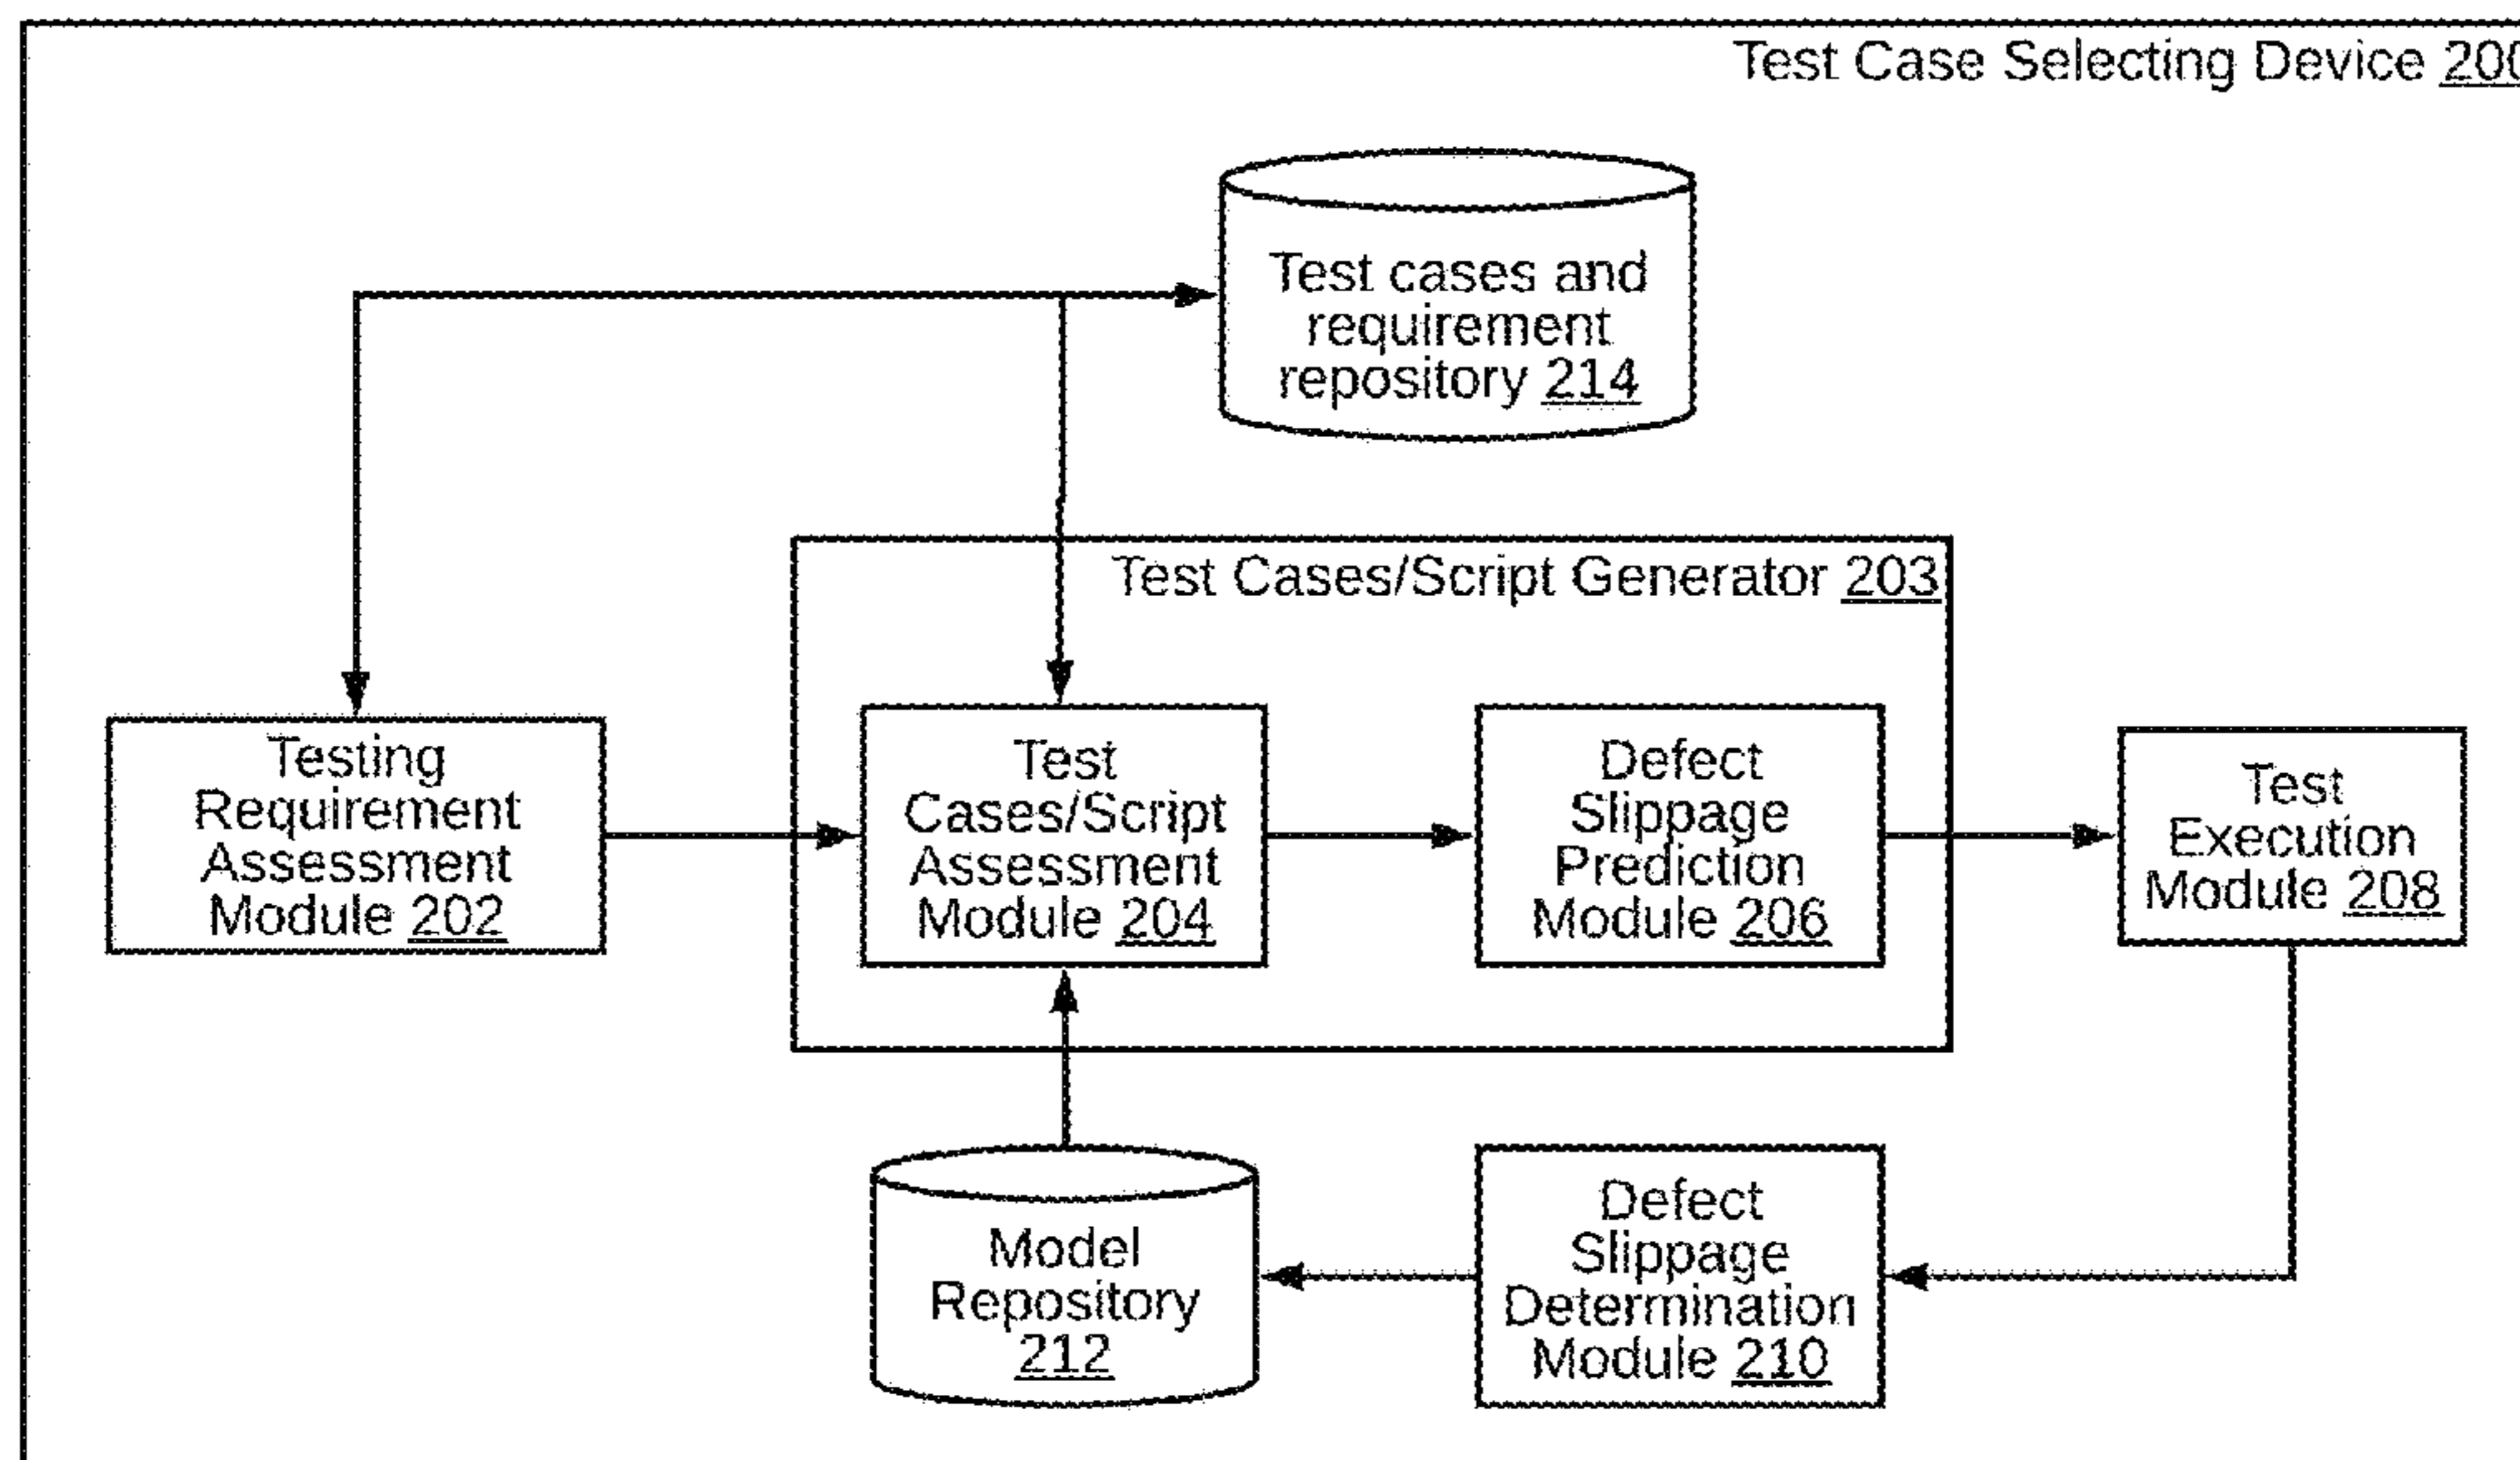 Test Case Selecting Device 200
Test cases and
requirement
repository 214
Test Cases/Script Generator 203
Testing
Requirement
Assessment
Module 202
Test
Cases/Script
Assessment
Module 204
Defect
Slippage
Prediction
Module 206
Test
Execution
Module 208
Model
Repository
212
Defect
Slippage
Determination
Module 210